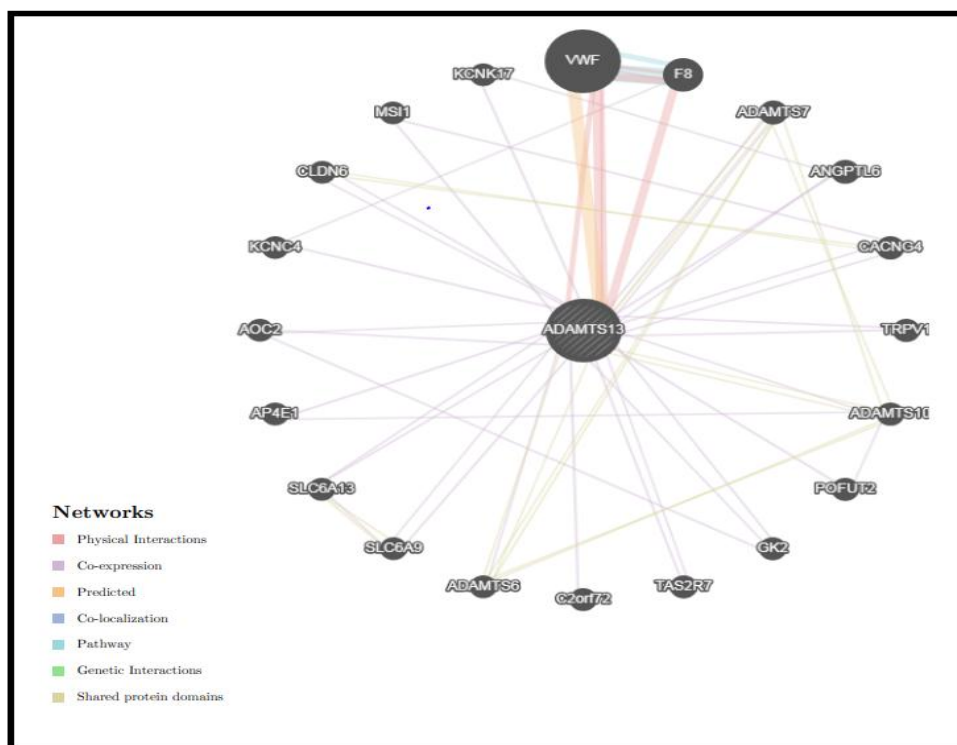 VWF
F8
KCNK17
ADAMTS7
MSI1
CLDN6
ANGPTL6
KCNC4
CACNG4
AOC2
ADAMTS13
TRPV1
AP4E1
ADAMTS10
SLC6A13
POFUT2
SLC6A9
GK2
ADAMTS6
C2orf72
TAS2R7
Networks
Physical Interactions
Co-expression
Predicted
Co-localization
Pathway
Genetic Interactions
Shared protein domains